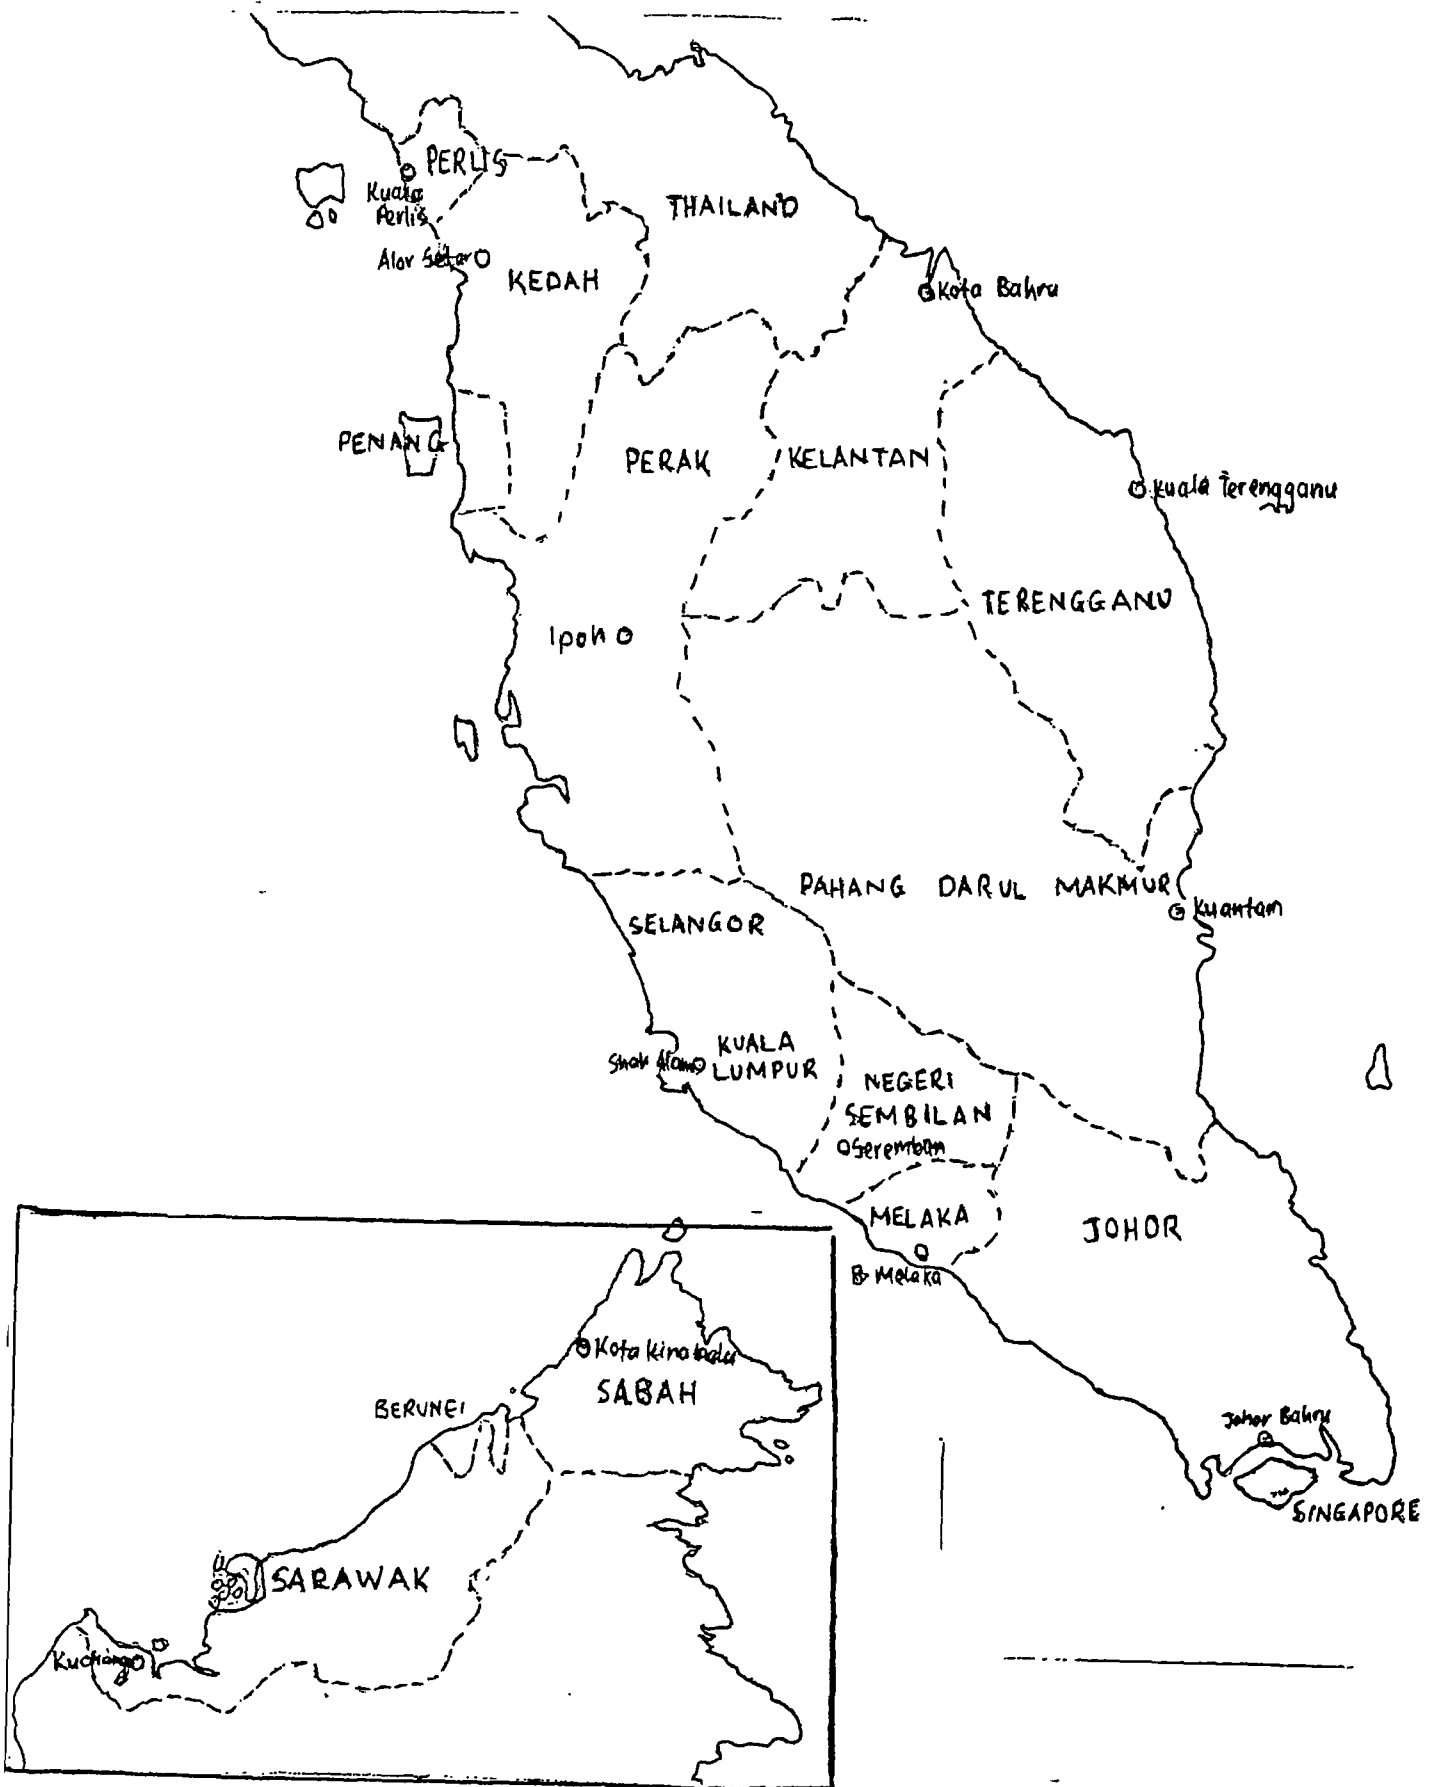 PERLIS
Kuala
Perlis
THAILAND
Alor Setar
KEDAH
Kota Bahru
PENANG
PERAK
KELANTAN
Kuala Terengganu
TERENGGANU
Ipoh
PAHANG DARUL MAKMUR
Kuantan
SELANGOR
KUALA
LUMPUR
Shah Alam
NEGERI
SEMBILAN
Seremban
MELAKA
JOHOR
B Melaka
Kota Kinabalu
SABAH
BERUNEI
Johor Bahru
SINGAPORE
SARAWAK
Kuching